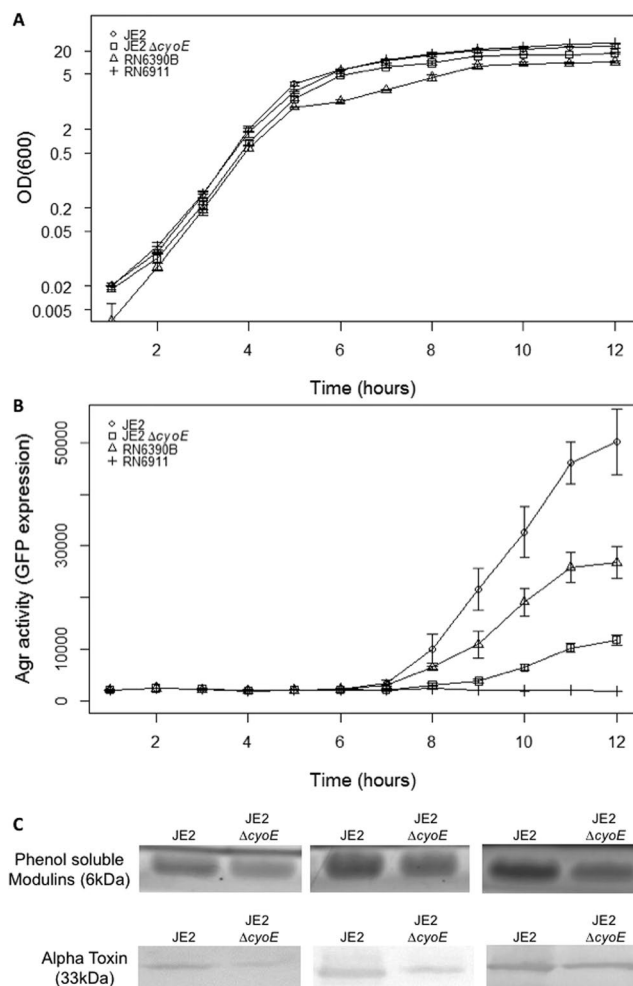 A
JE2
JE2 ΔcyoE
RN6390B
RN6911
20
5
2
0.5
0.2
0.05
0.02
0.005
OD(600)
2 4 6 8 10 12
Time (hours)
B
JE2
JE2 ΔcyoE
RN6390B
RN6911
50000
30000
10000
0
Agr activity (GFP expression)
2 4 6 8 10 12
Time (hours)
C
JE2 JE2 ΔcyoE JE2 JE2 ΔcyoE JE2 JE2 ΔcyoE
Phenol soluble
Modulins (6kDa)
JE2 JE2 ΔcyoE JE2 JE2 ΔcyoE JE2 JE2 ΔcyoE
Alpha Toxin
(33kDa)